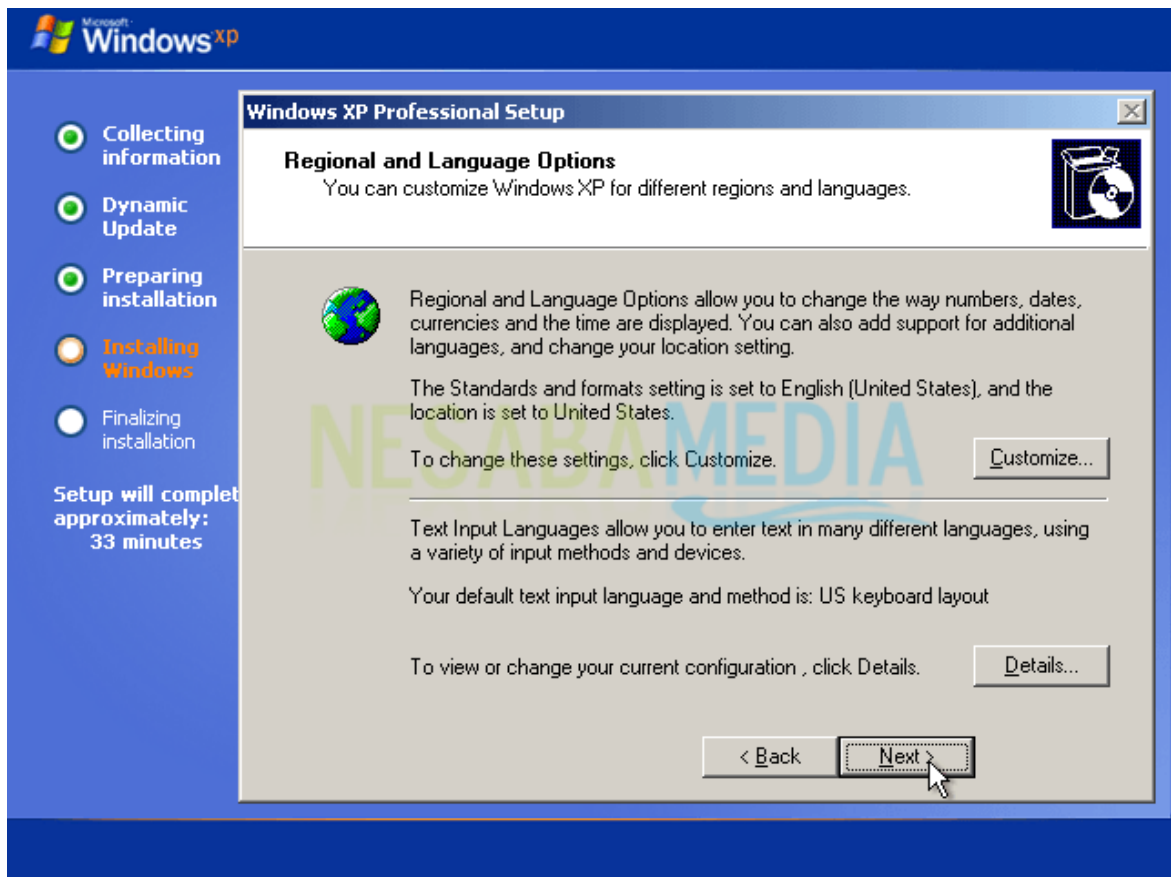 Microsoft
Windows xp
Collecting
information
Dynamic
Update
Preparing
installation
Installing
Windows
Finalizing
installation
Setup will complet
approximately:
33 minutes
Windows XP Professional Setup
Regional and Language Options
You can customize Windows XP for different regions and languages.
Regional and Language Options allow you to change the way numbers, dates,
currencies and the time are displayed. You can also add support for additional
languages, and change your location setting.
The Standards and formats setting is set to English (United States), and the
location is set to United States.
NESABAMEDIA
To change these settings, click Customize.
Customize...
Text Input Languages allow you to enter text in many different languages, using
a variety of input methods and devices.
Your default text input language and method is: US keyboard layout
To view or change your current configuration , click Details.
Details...
< Back
Next >